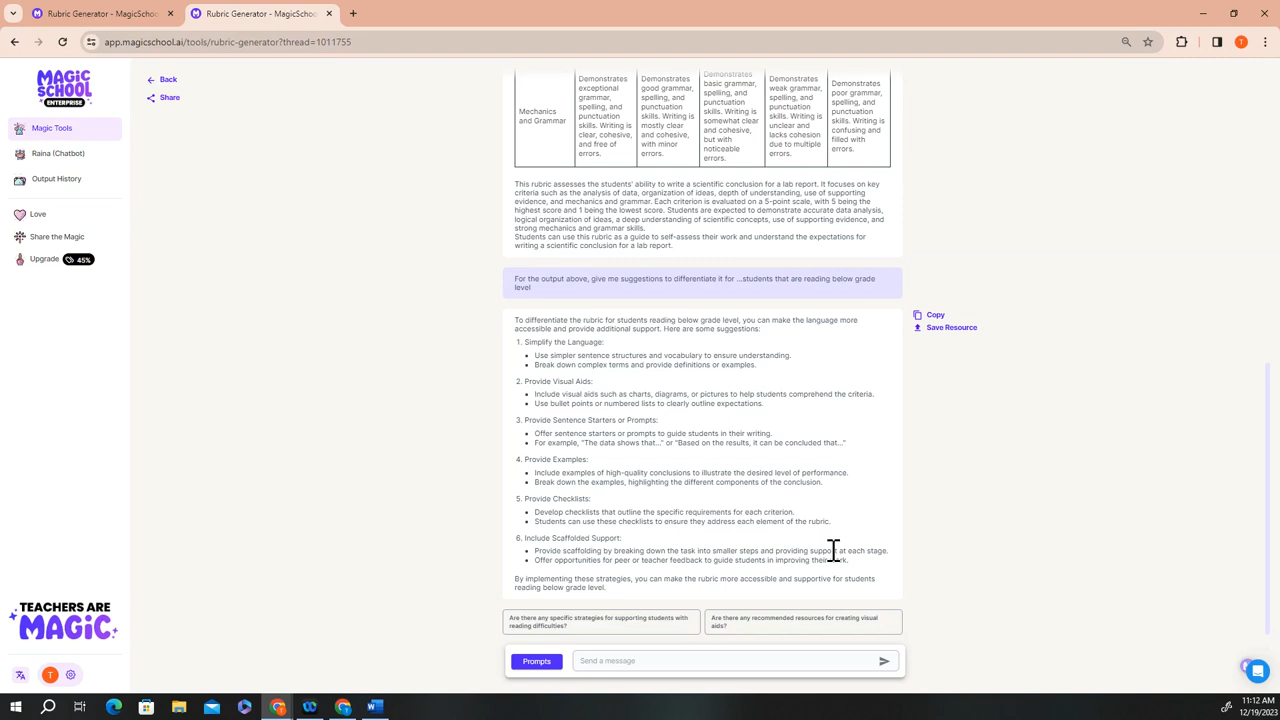 Rubric Generator - MagicSchoo
Rubric Generator - MagicSchoo
app.magicschool.ai/tools/rubric-generator?thread=1011755
T
MAGIC
SCHOOL
ENTERPRISE
Back
Share
Magic Tools
Raina (Chatbot)
Output History
Love
Share the Magic
Upgrade 45%
TEACHERS ARE
MAGIC
T
Mechanics
and Grammar
Demonstrates
exceptional
grammar,
spelling, and
punctuation
skills. Writing is
clear, cohesive,
and free of
errors.
Demonstrates
good grammar,
spelling, and
punctuation
skills. Writing is
mostly clear
and cohesive,
with minor
errors.
Demonstrates
basic grammar,
spelling, and
punctuation
skills. Writing is
somewhat clear
and cohesive,
but with
noticeable
errors.
Demonstrates
weak grammar,
spelling, and
punctuation
skills. Writing is
unclear and
lacks cohesion
due to multiple
errors.
Demonstrates
poor grammar,
spelling, and
punctuation
skills. Writing is
confusing and
filled with
errors.
This rubric assesses the students' ability to write a scientific conclusion for a lab report. It focuses on key
criteria such as the analysis of data, organization of ideas, depth of understanding, use of supporting
evidence, and mechanics and grammar. Each criterion is evaluated on a 5-point scale, with 5 being the
highest score and 1 being the lowest score. Students are expected to demonstrate accurate data analysis,
logical organization of ideas, a deep understanding of scientific concepts, use of supporting evidence, and
strong mechanics and grammar skills.
Students can use this rubric as a guide to self-assess their work and understand the expectations for
writing a scientific conclusion for a lab report.
For the output above, give me suggestions to differentiate it for ...students that are reading below grade
level
Copy
Save Resource
To differentiate the rubric for students reading below grade level, you can make the language more
accessible and provide additional support. Here are some suggestions:
1. Simplify the Language:
• Use simpler sentence structures and vocabulary to ensure understanding.
• Break down complex terms and provide definitions or examples.
2. Provide Visual Aids:
• Include visual aids such as charts, diagrams, or pictures to help students comprehend the criteria.
• Use bullet points or numbered lists to clearly outline expectations.
3. Provide Sentence Starters or Prompts:
• Offer sentence starters or prompts to guide students in their writing.
• For example, "The data shows that..." or "Based on the results, it can be concluded that..."
4. Provide Examples:
• Include examples of high-quality conclusions to illustrate the desired level of performance.
• Break down the examples, highlighting the different components of the conclusion.
5. Provide Checklists:
• Develop checklists that outline the specific requirements for each criterion.
• Students can use these checklists to ensure they address each element of the rubric.
6. Include Scaffolded Support:
• Provide scaffolding by breaking down the task into smaller steps and providing support at each stage.
• Offer opportunities for peer or teacher feedback to guide students in improving their work.
By implementing these strategies, you can make the rubric more accessible and supportive for students
reading below grade level.
Are there any specific strategies for supporting students with
reading difficulties?
Are there any recommended resources for creating visual
aids?
Prompts
Send a message
11:12 AM
12/19/2023